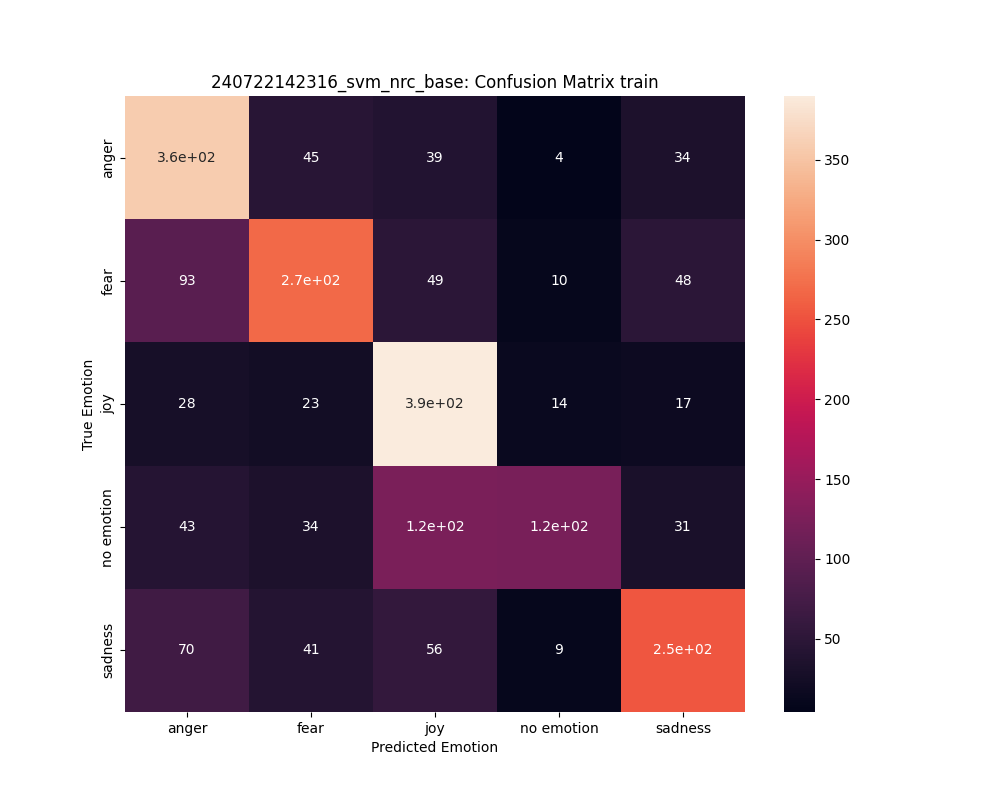 240722142316_svm_nrc_base: Confusion Matrix train
True Emotion
anger 3.6e+02 45 39 4 34
fear 93 2.7e+02 49 10 48
joy 28 23 3.9e+02 14 17
no emotion 43 34 1.2e+02 1.2e+02 31
sadness 70 41 56 9 2.5e+02
anger fear joy no emotion sadness
Predicted Emotion
350
300
250
200
150
100
50